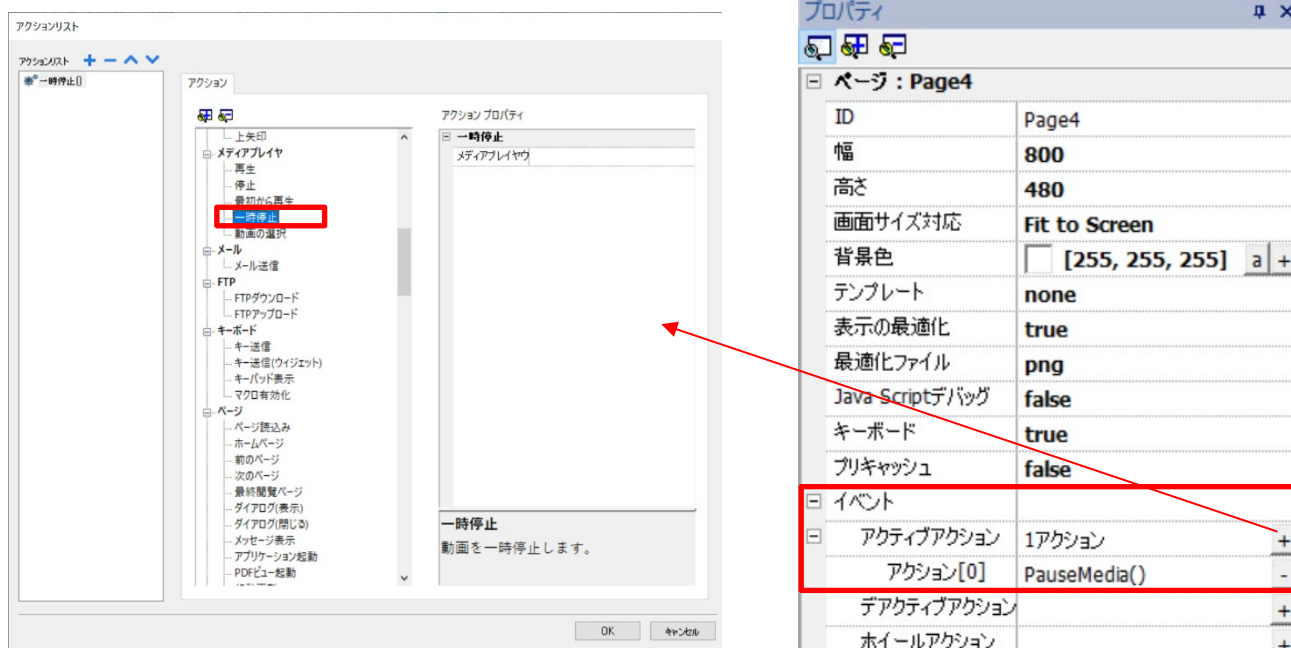 アクションリスト
アクションリスト
一時停止()
アクション
上矢印
メディアプレイヤ
再生
停止
最初から再生
一時停止
動画の選択
メール
メール送信
FTP
FTPダウンロード
FTPアップロード
キーボード
キー送信
キー送信(ウィジェット)
キーパッド表示
マクロ有効化
ページ
ページ読込み
ホームページ
前のページ
次のページ
最終閲覧ページ
ダイアログ(表示)
ダイアログ(閉じる)
メッセージ表示
アプリケーション起動
PDFビュー起動
アクション プロパティ
一時停止
メディアプレイヤウ
一時停止
動画を一時停止します。
OK キャンセル
プロパティ
ページ : Page4
ID Page4
幅 800
高さ 480
画面サイズ対応 Fit to Screen
背景色 [255, 255, 255] a +
テンプレート none
表示の最適化 true
最適化ファイル png
Java Scriptデバッグ false
キーボード true
プリキャッシュ false
イベント
アクティブアクション 1アクション +
アクション[0] PauseMedia() -
デアクティブアクション +
ホイールアクション +